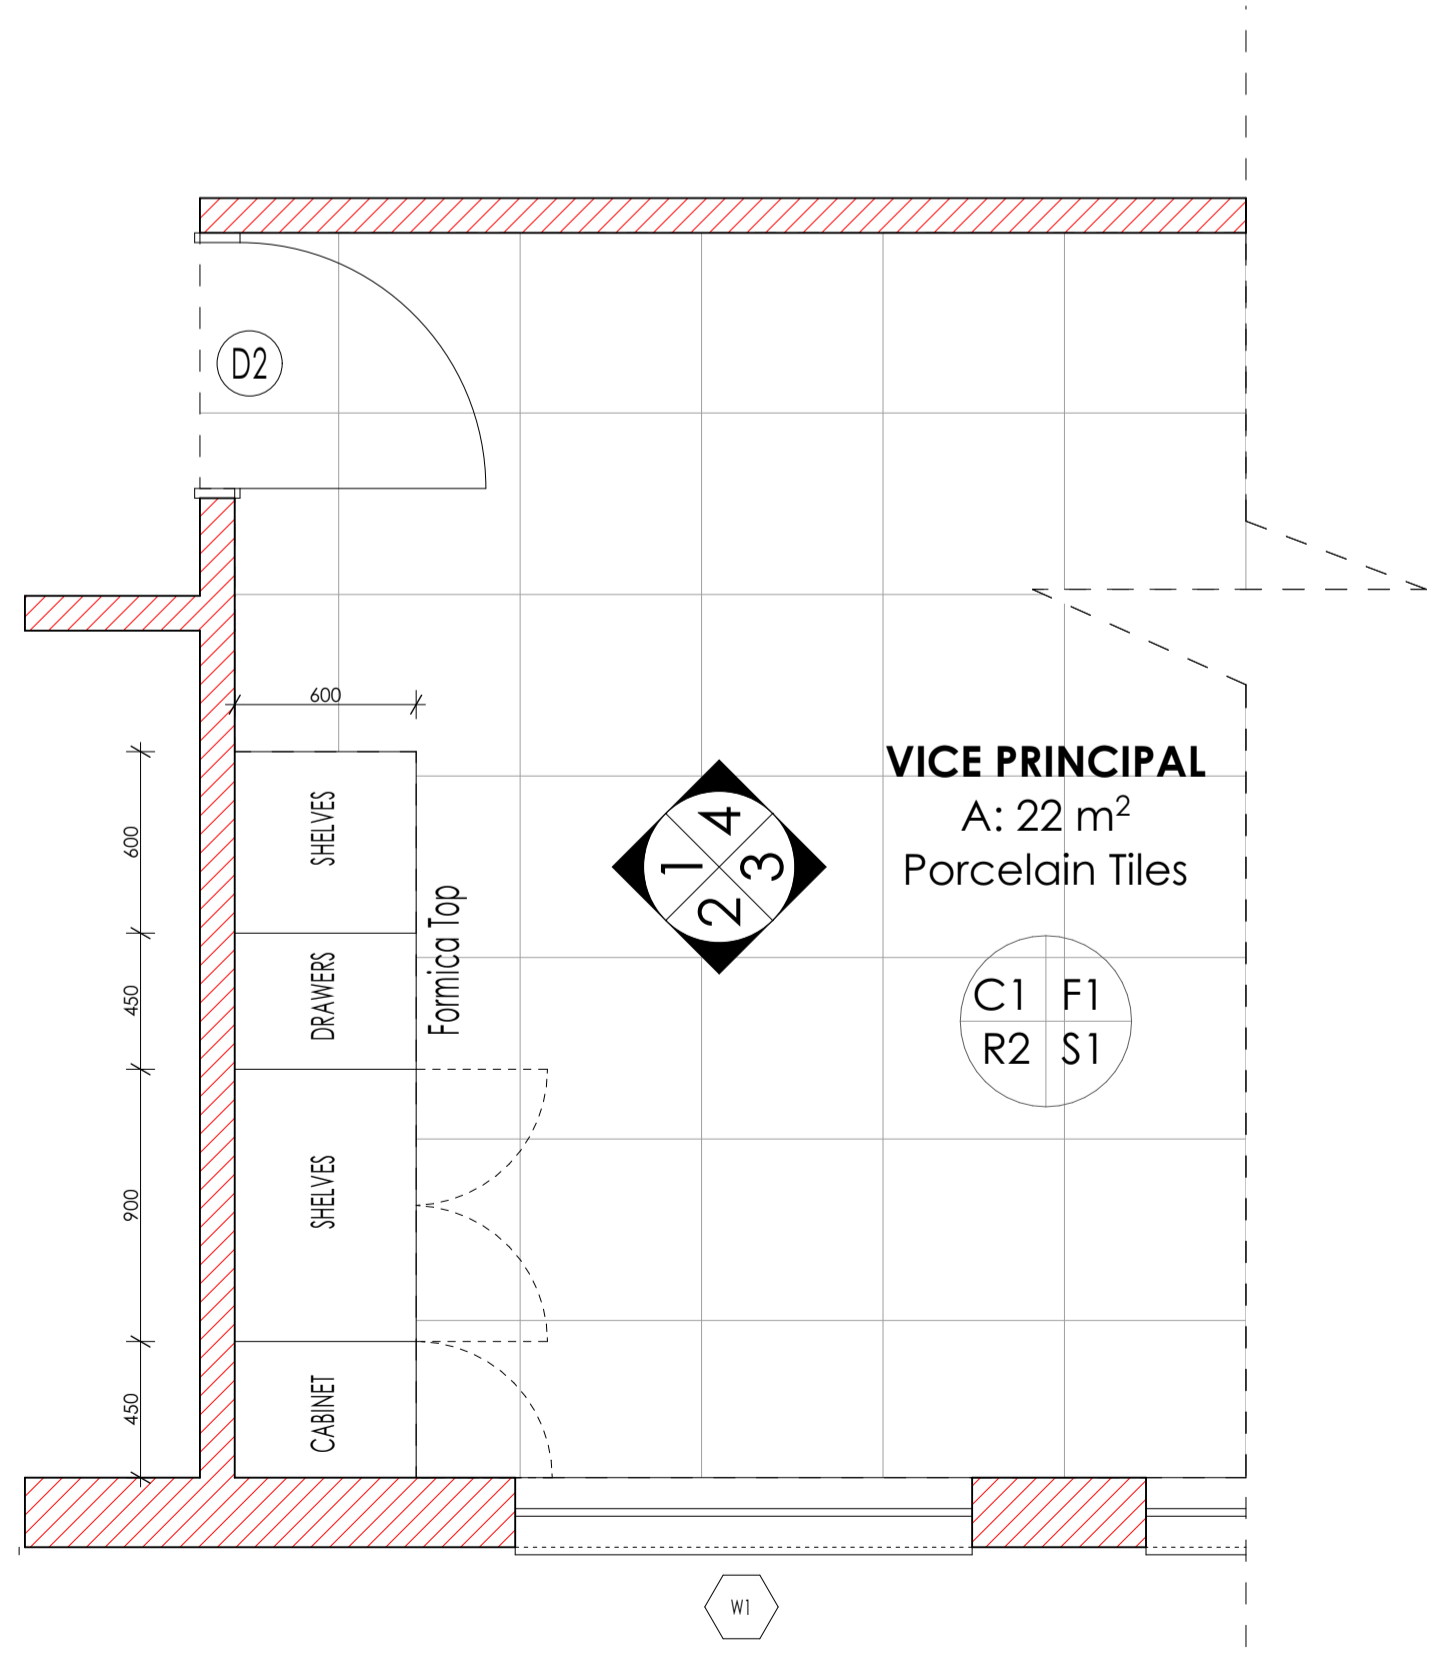 D2
600
600
450
900
450
SHELVES
DRAWERS
SHELVES
CABINET
Formica Top
1
2
3
4
VICE PRINCIPAL
A: 22 m²
Porcelain Tiles
C1 F1
R2 S1
W1